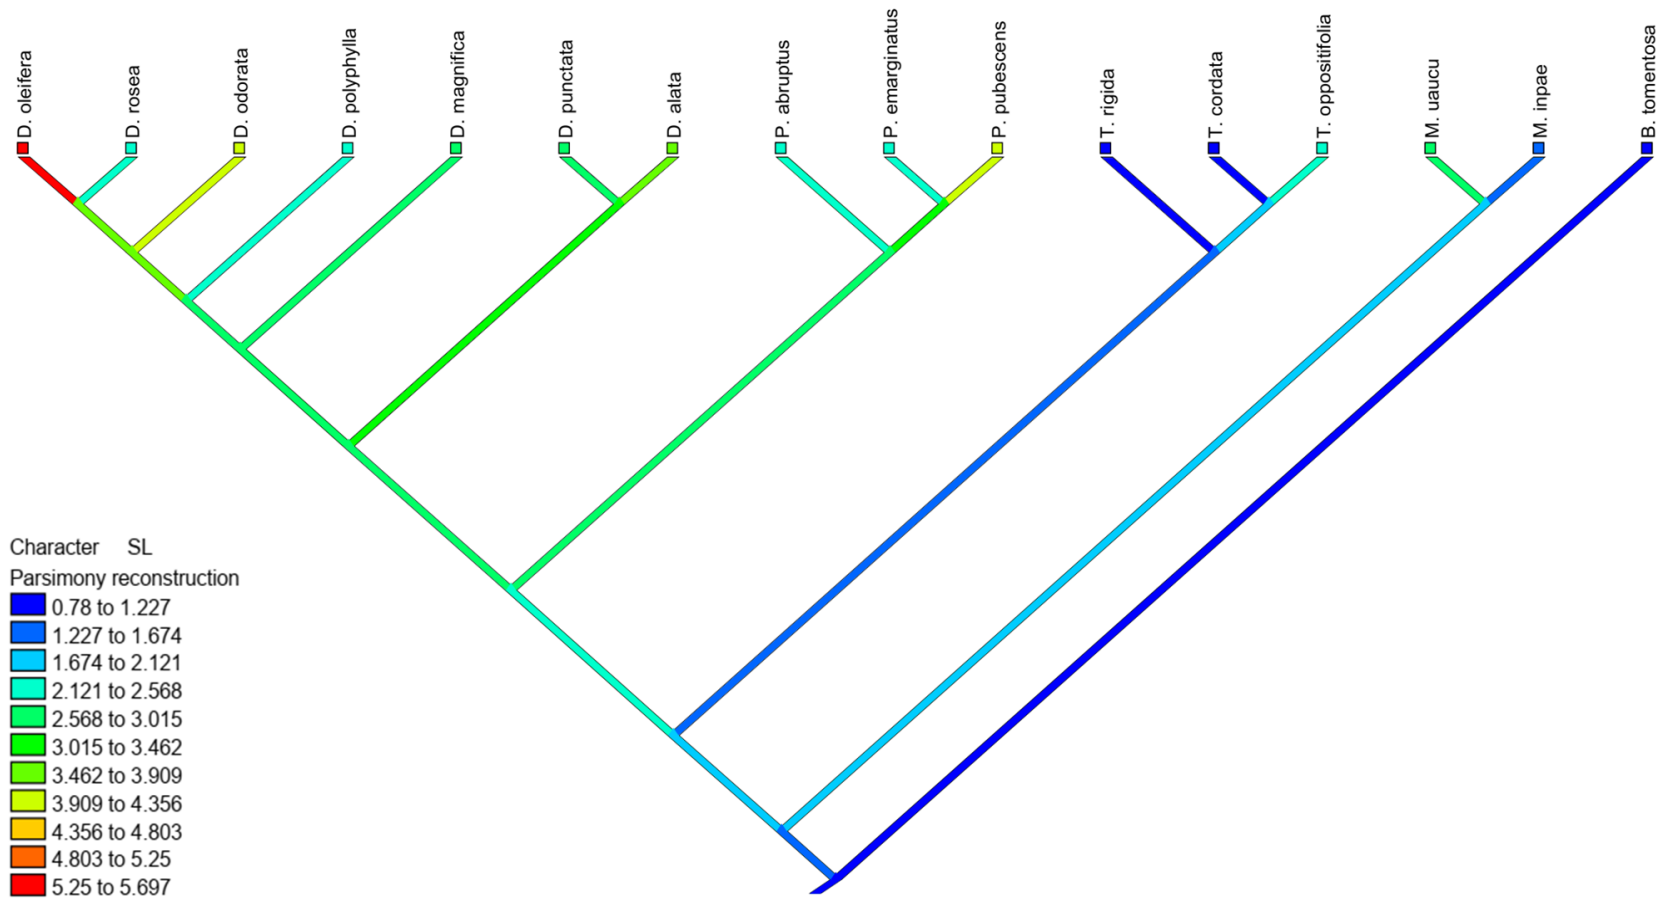 D. oleifera
D. rosea
D. odorata
D. polyphylla
D. magnifica
D. punctata
D. alata
P. abruptus
P. emarginatus
P. pubescens
T. rigida
T. cordata
T. oppositifolia
M. uaucu
M. inpae
B. tomentosa
Character SL
Parsimony reconstruction
0.78 to 1.227
1.227 to 1.674
1.674 to 2.121
2.121 to 2.568
2.568 to 3.015
3.015 to 3.462
3.462 to 3.909
3.909 to 4.356
4.356 to 4.803
4.803 to 5.25
5.25 to 5.697